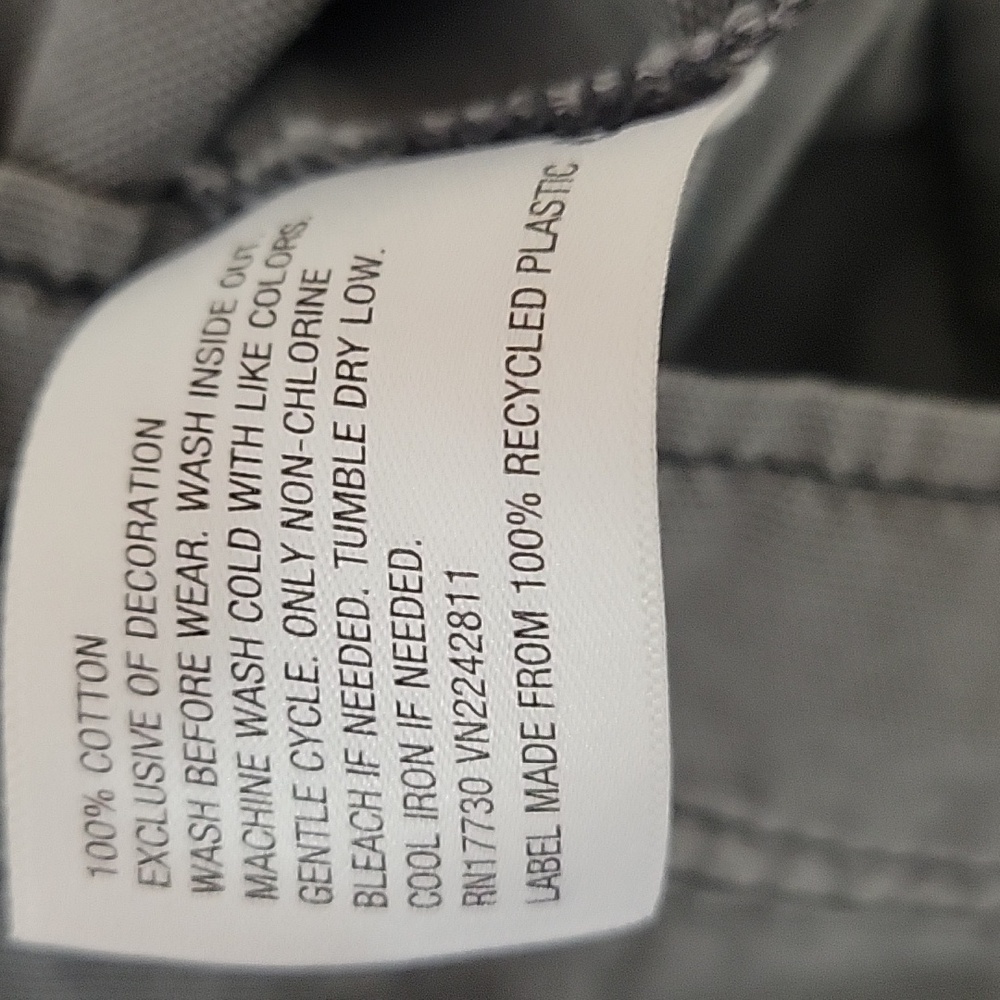 100% COTTON
EXCLUSIVE OF DECORATION
WASH BEFORE WEAR. WASH INSIDE OUT.
MACHINE WASH COLD WITH LIKE COLORS.
GENTLE CYCLE. ONLY NON-CHLORINE
BLEACH IF NEEDED. TUMBLE DRY LOW.
COOL IRON IF NEEDED.
RN17730 VN2242811
LABEL MADE FROM 100% RECYCLED PLASTIC